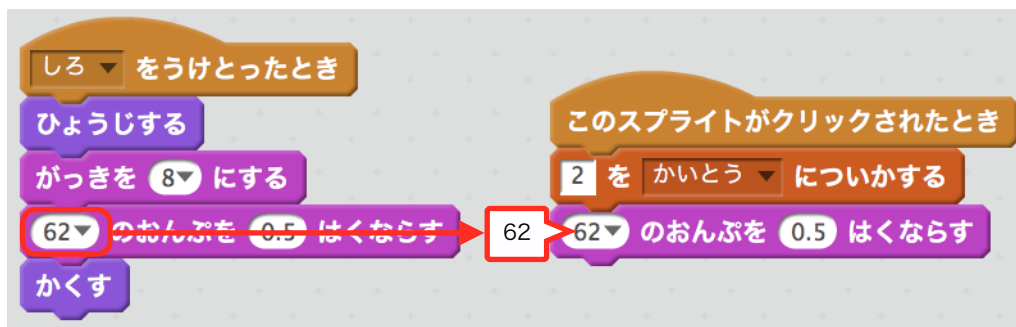 しろ ▼ をうけとったとき
ひょうじする
がっきを 8▼ にする
62▼ のおんぷを 0.5 はくならす
かくす
このスプライトがクリックされたとき
2 を かいとう ▼ についかする
62
62▼ のおんぷを 0.5 はくならす